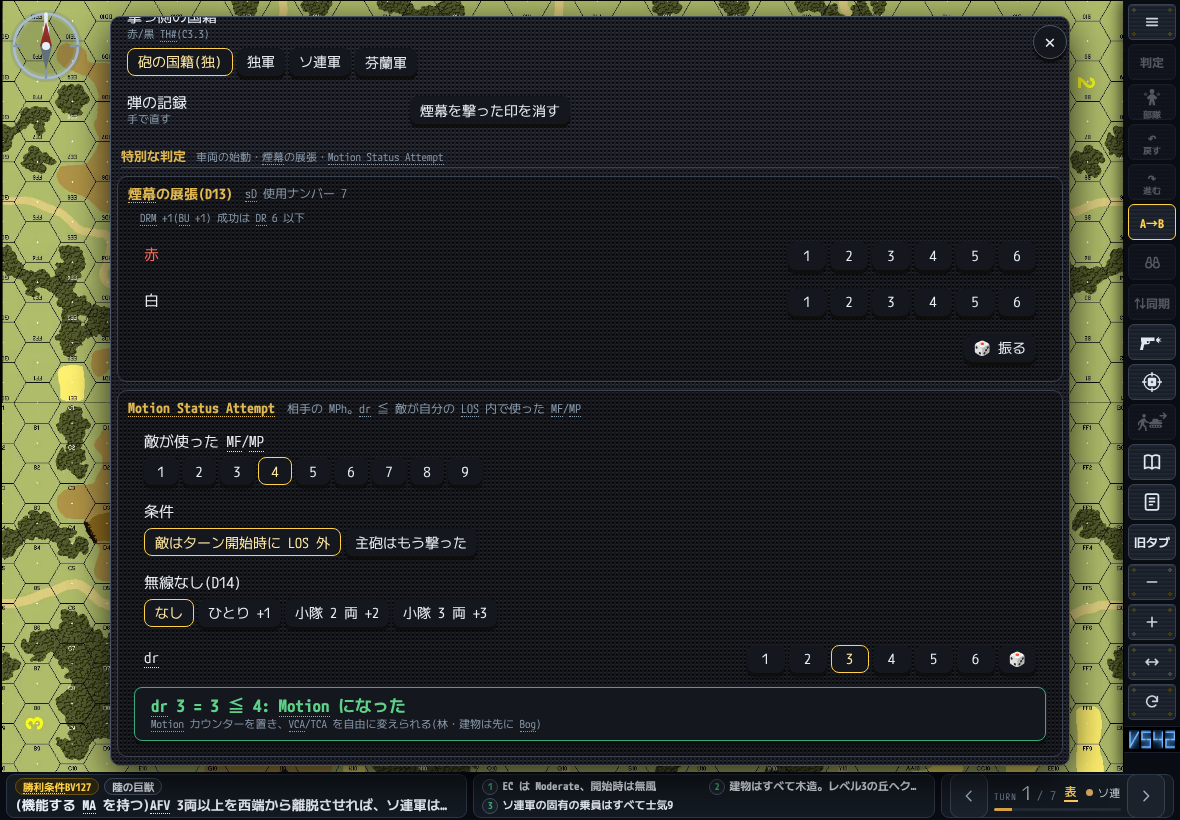 撃つ側の国籍
赤/黒 TH#(C3.3)
砲の国籍(独) 独軍 ソ連軍 芬蘭軍
弾の記録
手で直す
煙幕を撃った印を消す
特別な判定 車両の始動・煙幕の展張・Motion Status Attempt
煙幕の展張(D13) sD 使用ナンバー 7
DRM +1(BU +1) 成功は DR 6 以下
赤 1 2 3 4 5 6
白 1 2 3 4 5 6
振る
Motion Status Attempt 相手の MPh。dr ≦ 敵が自分の LOS 内で使った MF/MP
敵が使った MF/MP
1 2 3 4 5 6 7 8 9
条件
敵はターン開始時に LOS 外 主砲はもう撃った
無線なし(D14)
なし ひとり +1 小隊 2 両 +2 小隊 3 両 +3
dr 1 2 3 4 5 6
dr 3 = 3 ≦ 4: Motion になった
Motion カウンターを置き、VCA/TCA を自由に変えられる(林・建物は先に Bog)
判定
部隊
戻す
進む
A→B
⇅同期
旧タブ
−
+
↔
VS42
2
3
勝利条件BV127 陸の巨獣
(機能する MA を持つ)AFV 3両以上を西端から離脱させれば、ソ連軍は…
1 EC は Moderate、開始時は無風
2 建物はすべて木造。レベル3の丘へク…
3 ソ連軍の固有の乗員はすべて士気9
TURN 1 / 7 表 ソ連